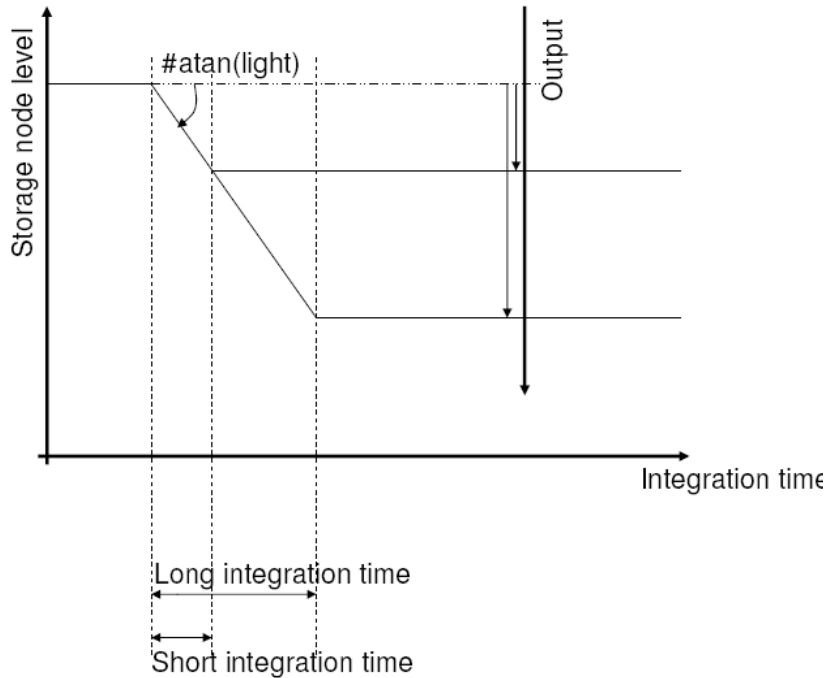 #atan(light)
Storage node level
Output
Integration time
Long integration time
Short integration time